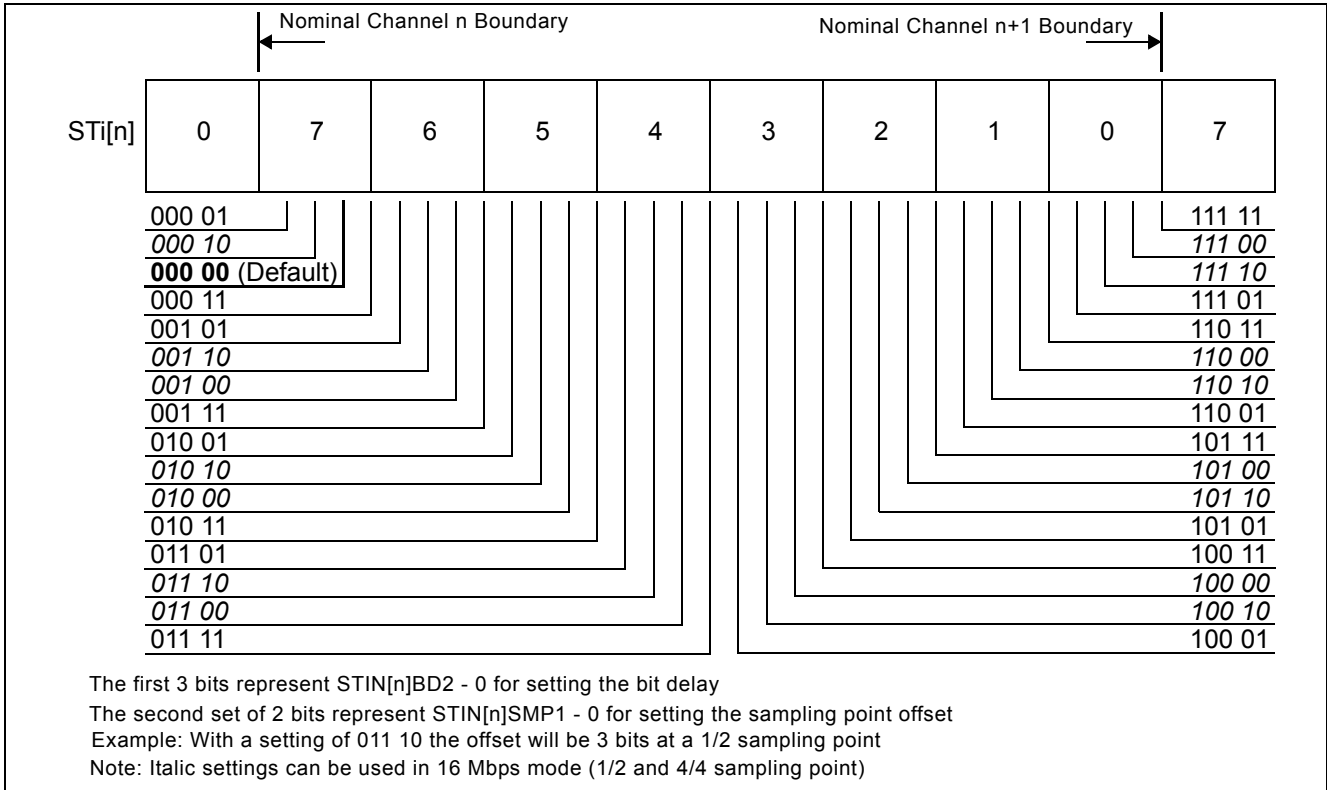 Nominal Channel n Boundary
Nominal Channel n+1 Boundary
STi[n] 0 7 6 5 4 3 2 1 0 7
000 01 111 11
000 10 111 00
000 00 (Default) 111 10
000 11 111 01
001 01 110 11
001 10 110 00
001 00 110 10
001 11 110 01
010 01 101 11
010 10 101 00
010 00 101 10
010 11 101 01
011 01 100 11
011 10 100 00
011 00 100 10
011 11 100 01
The first 3 bits represent STIN[n]BD2 - 0 for setting the bit delay
The second set of 2 bits represent STIN[n]SMP1 - 0 for setting the sampling point offset
Example: With a setting of 011 10 the offset will be 3 bits at a 1/2 sampling point
Note: Italic settings can be used in 16 Mbps mode (1/2 and 4/4 sampling point)